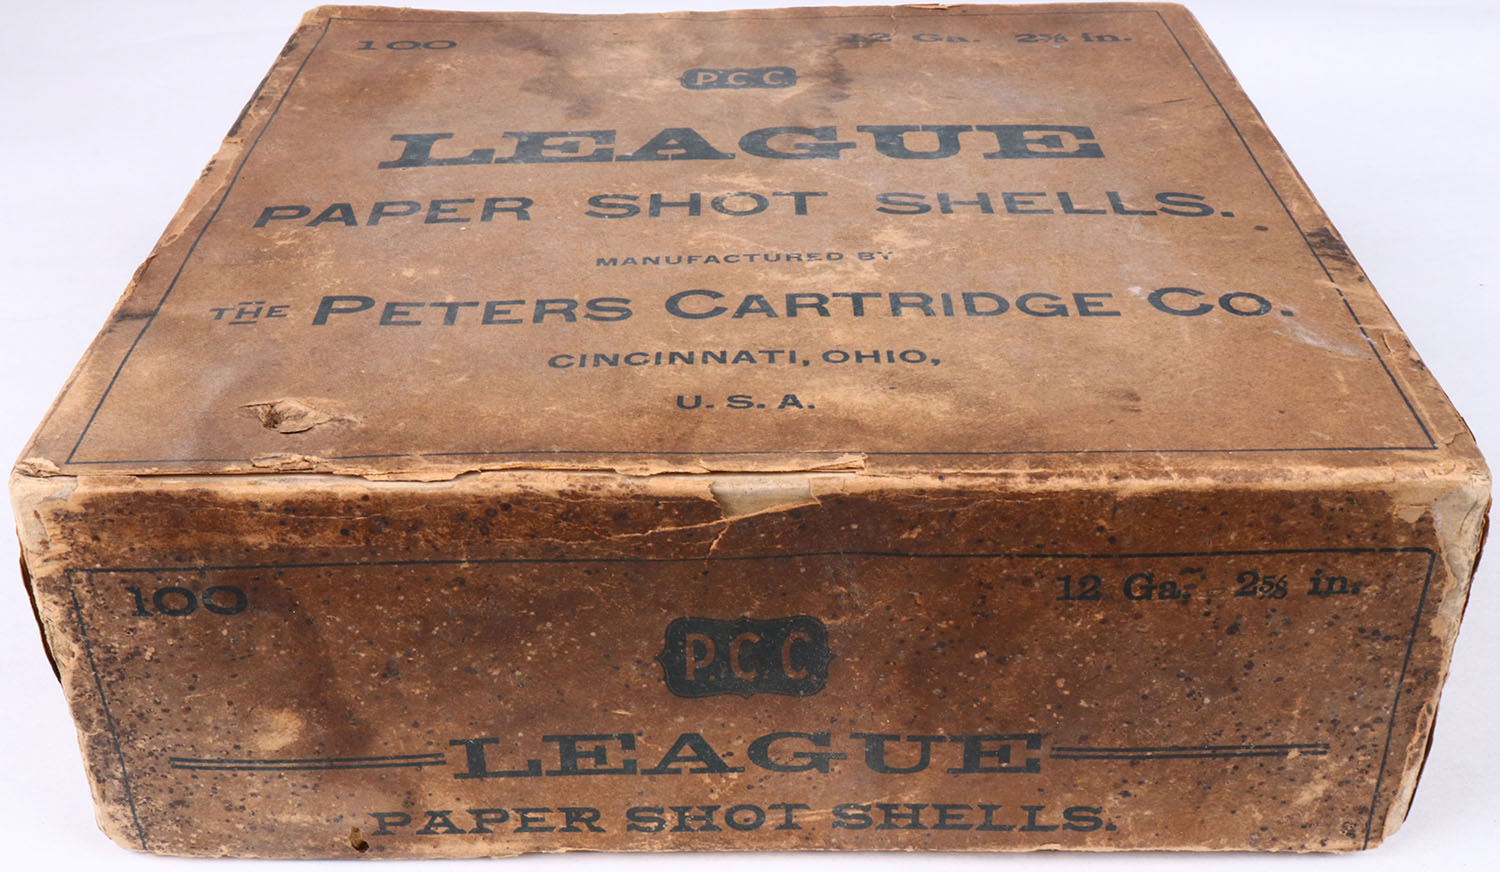 100 12 Ga. 2⅝ in.
P.C.C.
LEAGUE
PAPER SHOT SHELLS.
MANUFACTURED BY
THE PETERS CARTRIDGE CO.
CINCINNATI, OHIO,
U. S. A.
100 12 Ga. 2⅝ in.
P.C.C
LEAGUE
PAPER SHOT SHELLS.